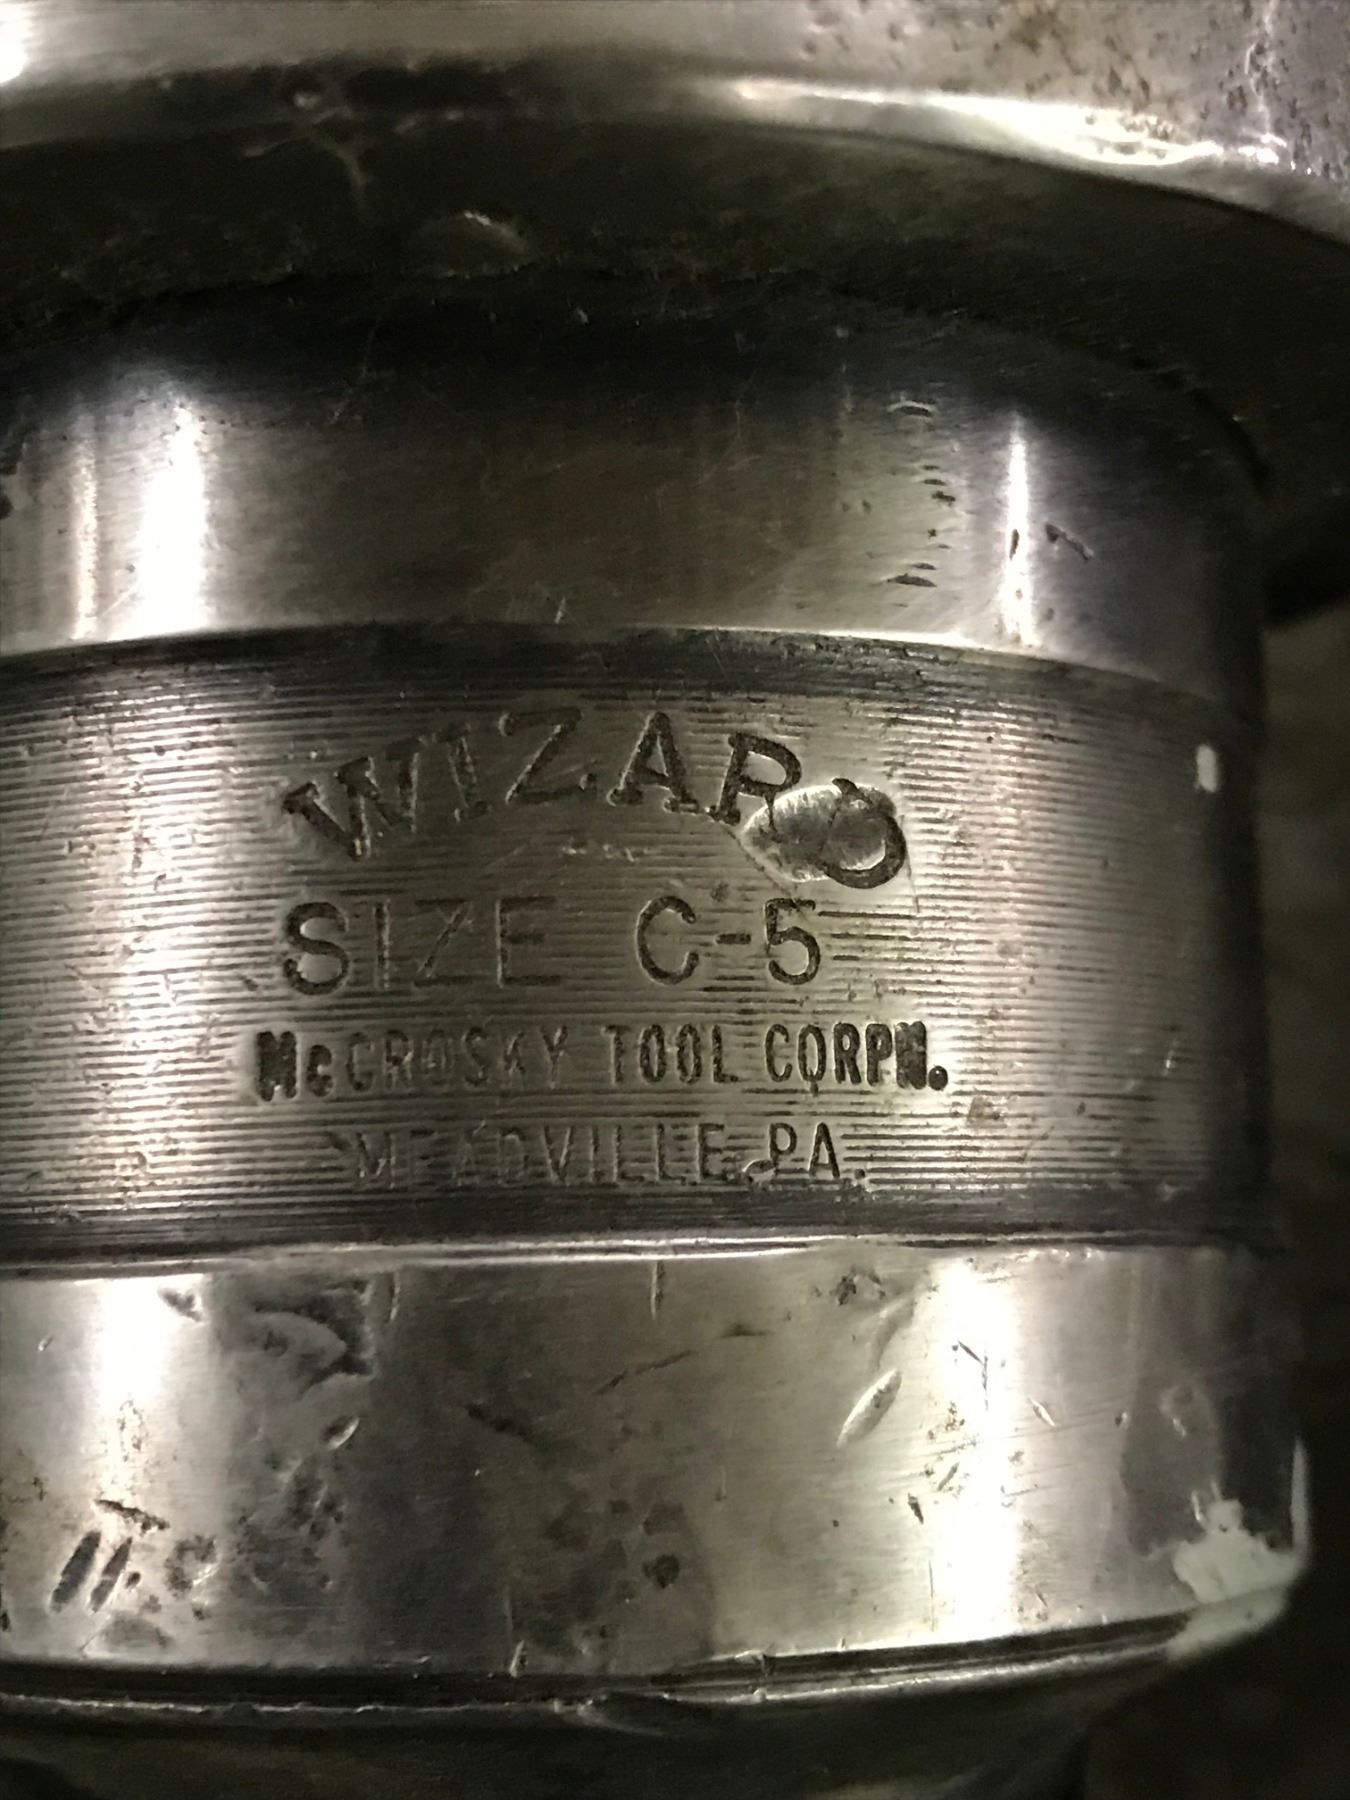 WIZARD
SIZE C-5
McCROSKY TOOL CORPN.
MEADVILLE, PA.